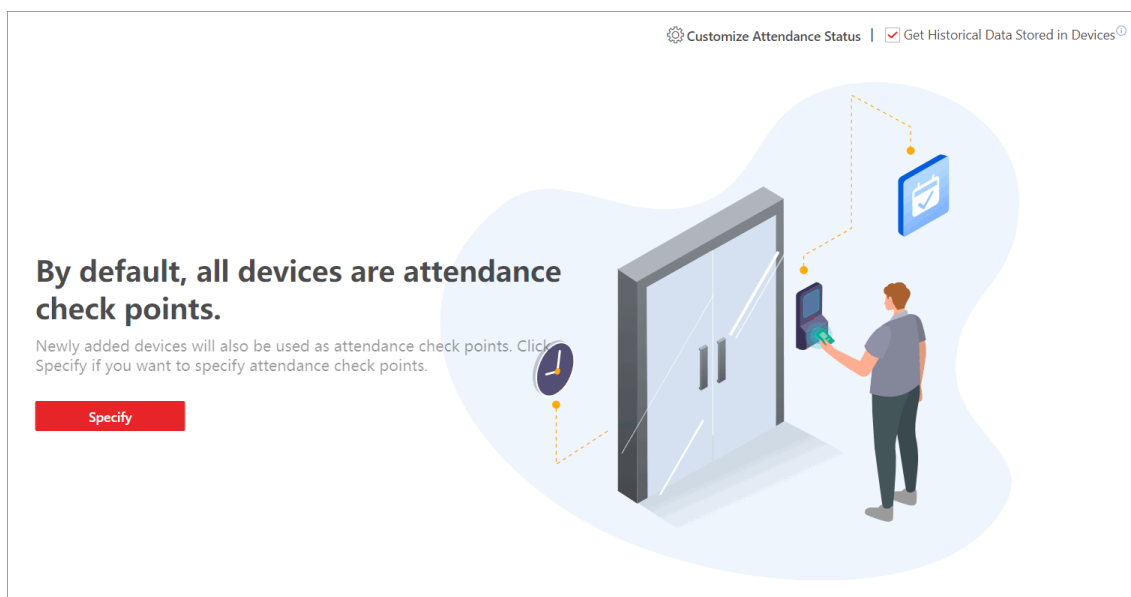 Customize Attendance Status | Get Historical Data Stored in Devices
By default, all devices are attendance
check points.
Newly added devices will also be used as attendance check points. Click
Specify if you want to specify attendance check points.
Specify